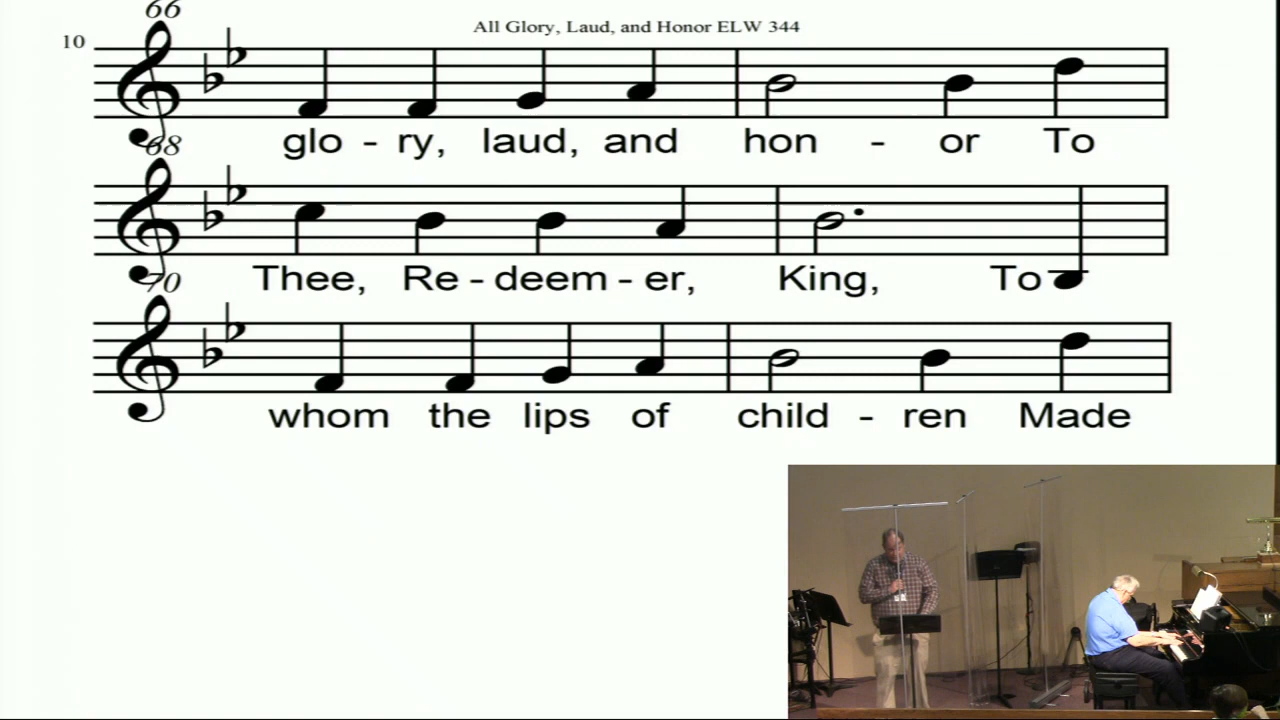 66
All Glory, Laud, and Honor ELW 344
10
glo - ry, laud, and hon - or To
68
Thee, Re - deem - er, King, To
70
whom the lips of child - ren Made